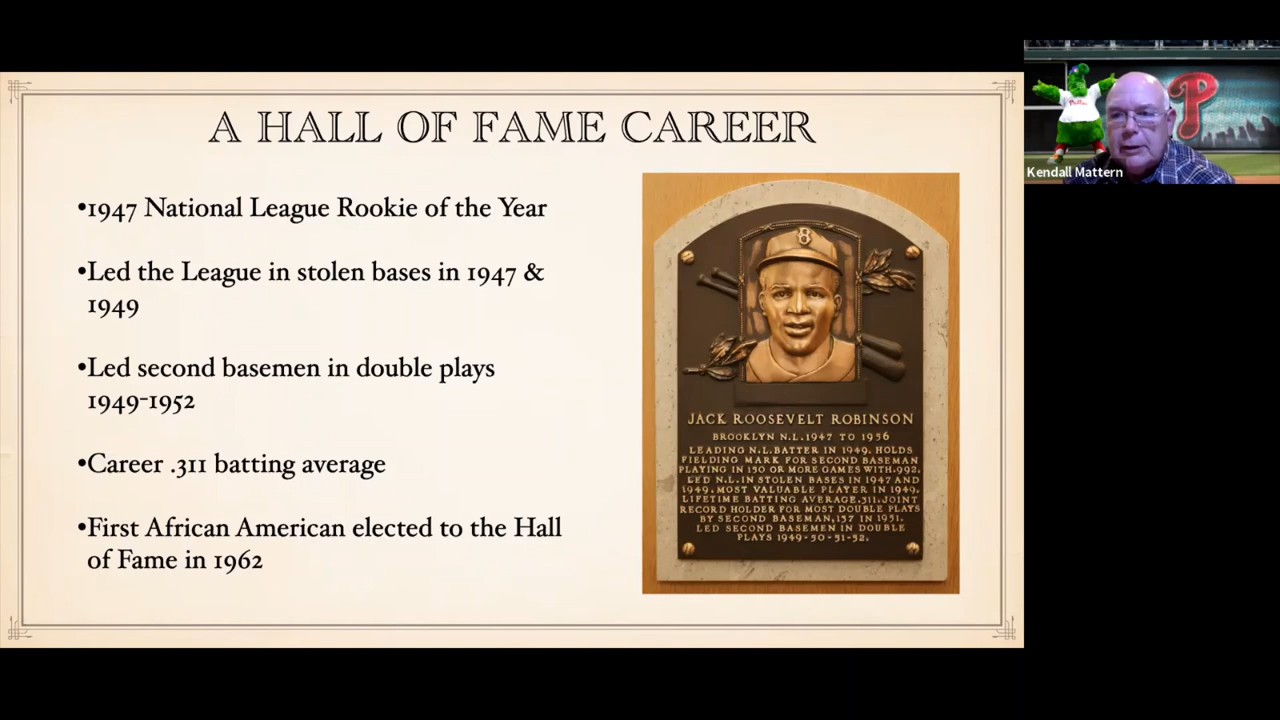 A HALL OF FAME CAREER
•1947 National League Rookie of the Year
•Led the League in stolen bases in 1947 &
1949
•Led second basemen in double plays
1949-1952
•Career .311 batting average
•First African American elected to the Hall
of Fame in 1962
B
JACK ROOSEVELT ROBINSON
BROOKLYN N.L. 1947 TO 1956
LEADING N.L. BATTER IN 1949. HOLDS
FIELDING MARK FOR SECOND BASEMAN
PLAYING IN 150 OR MORE GAMES WITH .992.
LED N.L. IN STOLEN BASES IN 1947 AND
1949. MOST VALUABLE PLAYER IN 1949.
LIFETIME BATTING AVERAGE .311. JOINT
RECORD HOLDER FOR MOST DOUBLE PLAYS
BY SECOND BASEMAN, 137 IN 1951.
LED SECOND BASEMEN IN DOUBLE
PLAYS 1949-50-51-52.
Phillies
P
Kendall Mattern